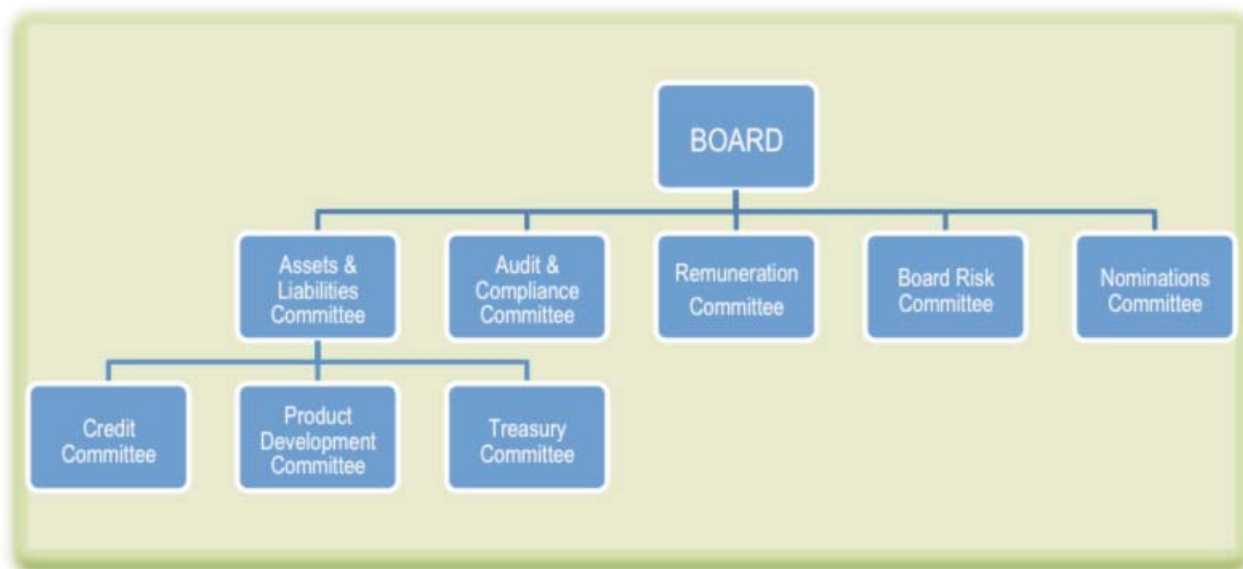 BOARD
Assets &
Liabilities
Committee
Audit &
Compliance
Committee
Remuneration
Committee
Board Risk
Committee
Nominations
Committee
Credit
Committee
Product
Development
Committee
Treasury
Committee